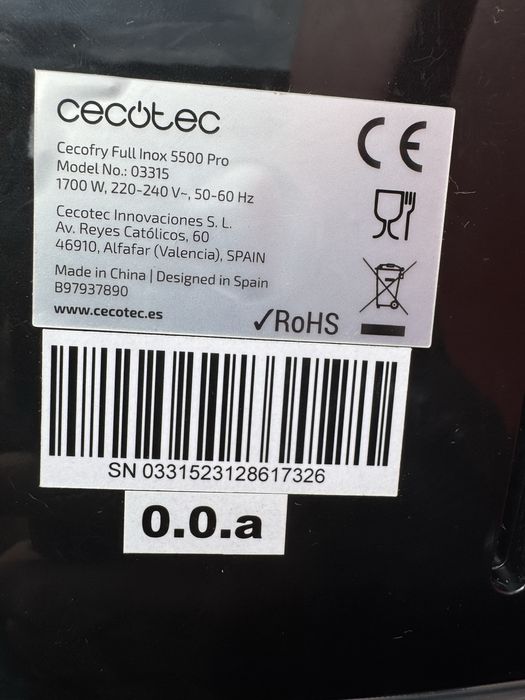 cecotec
Cecofry Full Inox 5500 Pro
Model No.: 03315
1700 W, 220-240 V~, 50-60 Hz
Cecotec Innovaciones S. L.
Av. Reyes Católicos, 60
46910, Alfafar (Valencia), SPAIN
Made in China | Designed in Spain
B97937890
www.cecotec.es
✓RoHS
CE
SN 0331523128617326
0.0.a